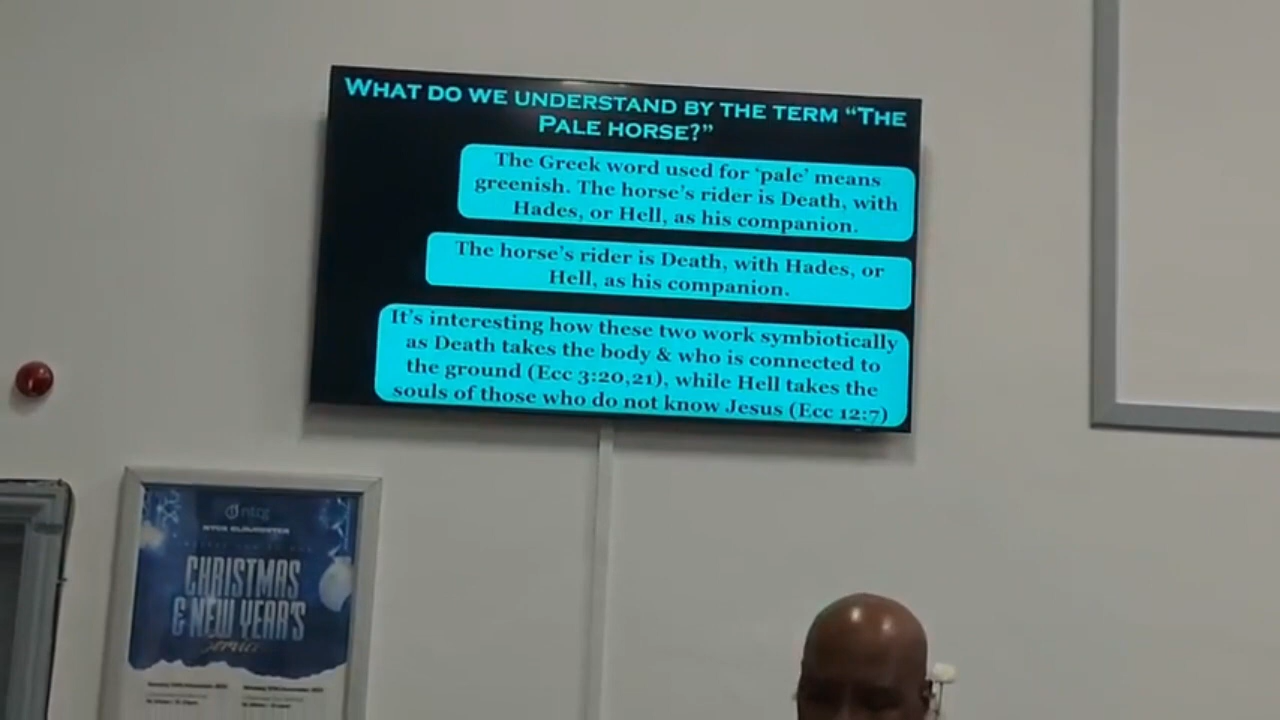 WHAT DO WE UNDERSTAND BY THE TERM “THE
PALE HORSE?”
The Greek word used for ‘pale’ means
greenish. The horse’s rider is Death, with
Hades, or Hell, as his companion.
The horse’s rider is Death, with Hades, or
Hell, as his companion.
It’s interesting how these two work symbiotically
as Death takes the body & who is connected to
the ground (Ecc 3:20,21), while Hell takes the
souls of those who do not know Jesus (Ecc 12:7)
ntcg
CHRISTMAS
& NEW YEAR'S
Service